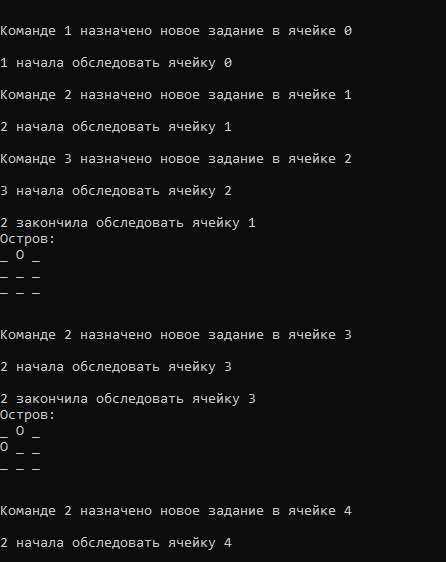 Команде 1 назначено новое задание в ячейке 0
1 начала обследовать ячейку 0
Команде 2 назначено новое задание в ячейке 1
2 начала обследовать ячейку 1
Команде 3 назначено новое задание в ячейке 2
3 начала обследовать ячейку 2
2 закончила обследовать ячейку 1
Остров:
_ O _
_ _ _
_ _ _
Команде 2 назначено новое задание в ячейке 3
2 начала обследовать ячейку 3
2 закончила обследовать ячейку 3
Остров:
_ O _
O _ _
_ _ _
Команде 2 назначено новое задание в ячейке 4
2 начала обследовать ячейку 4